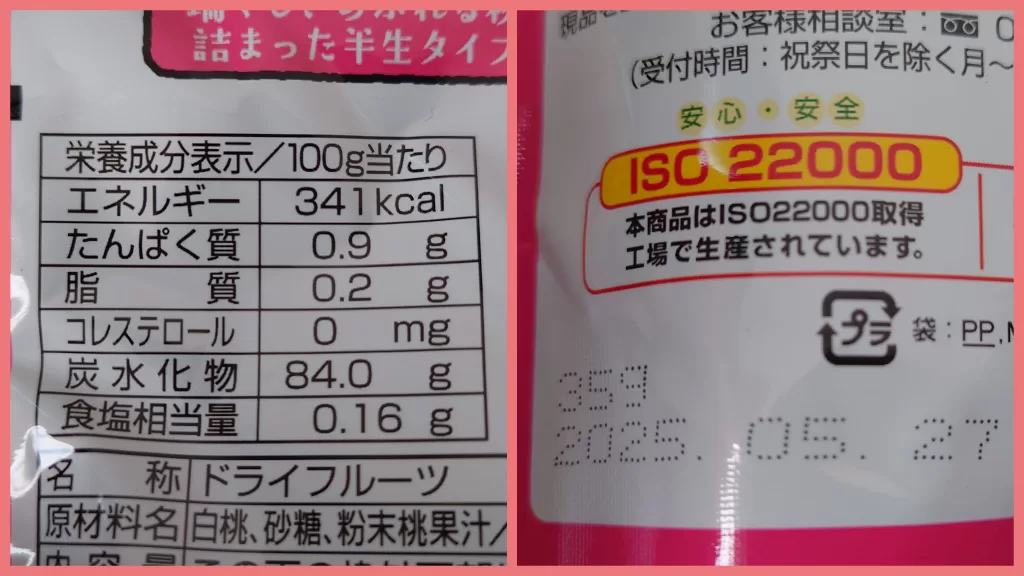 詰まった半生タイプ
栄養成分表示／100g当たり
エネルギー 341kcal
たんぱく質 0.9 g
脂質 0.2 g
コレステロール 0 mg
炭水化物 84.0 g
食塩相当量 0.16 g
名称 ドライフルーツ
原材料名 白桃、砂糖、粉末桃果汁/
お客様相談室：
(受付時間：祝祭日を除く月〜
安心・安全
ISO 22000
本商品はISO22000取得
工場で生産されています。
プラ 袋：PP,
359
2025.05.27